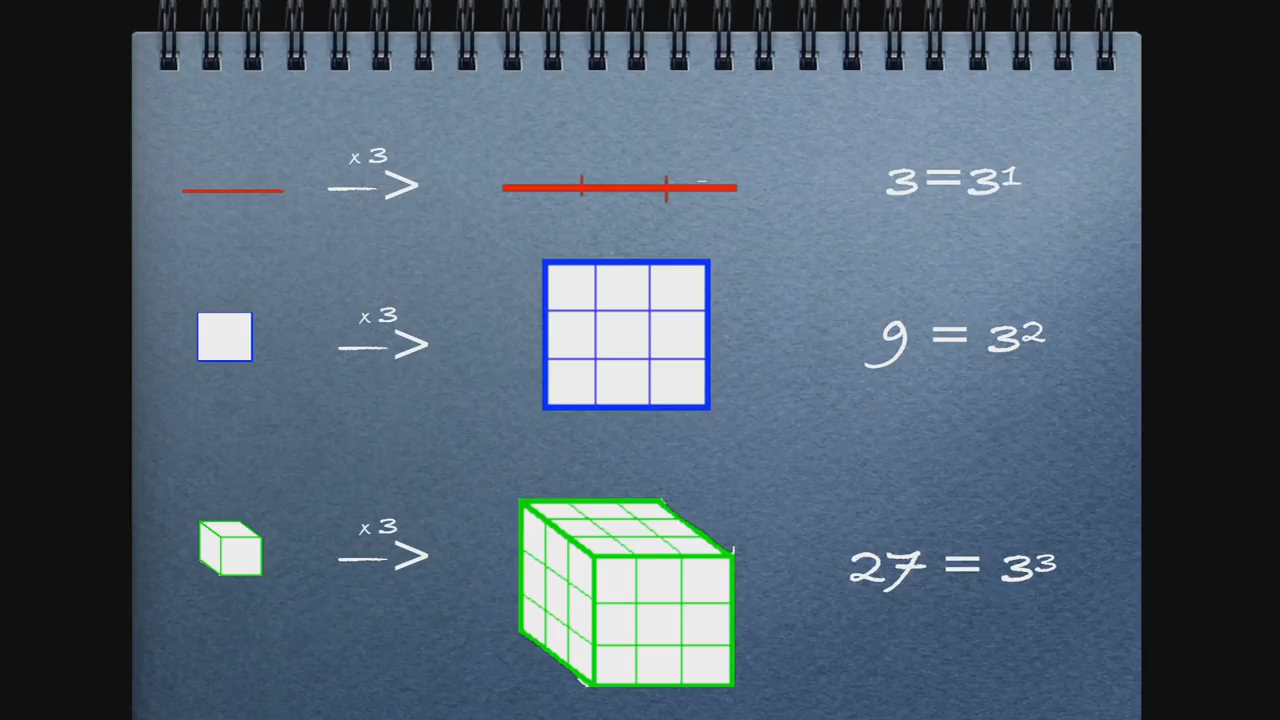 x 3
3=3¹
x 3
9 = 3²
x 3
27 = 3³